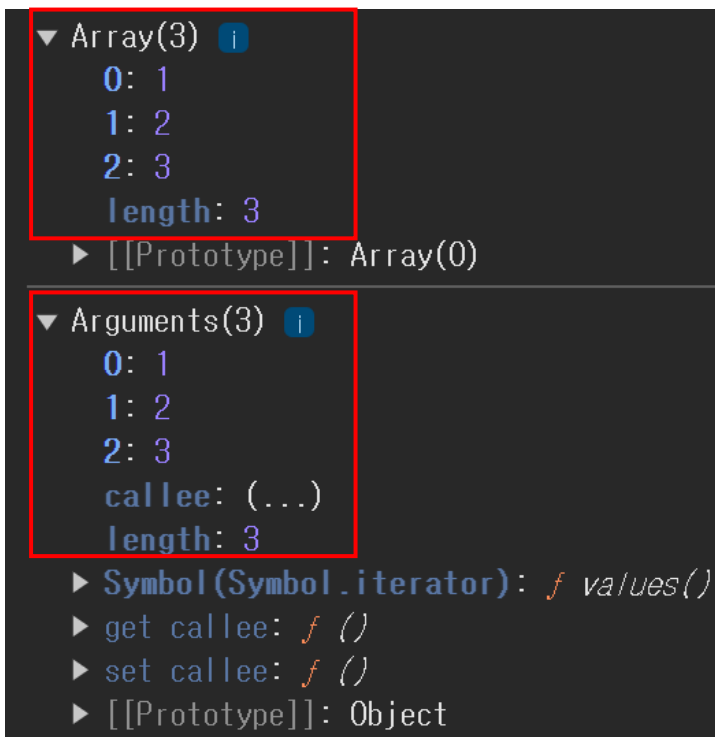 ▼ Array(3) i
0: 1
1: 2
2: 3
length: 3
▶ [[Prototype]]: Array(0)
▼ Arguments(3) i
0: 1
1: 2
2: 3
callee: (...)
length: 3
▶ Symbol(Symbol.iterator): ƒ values()
▶ get callee: ƒ ()
▶ set callee: ƒ ()
▶ [[Prototype]]: Object